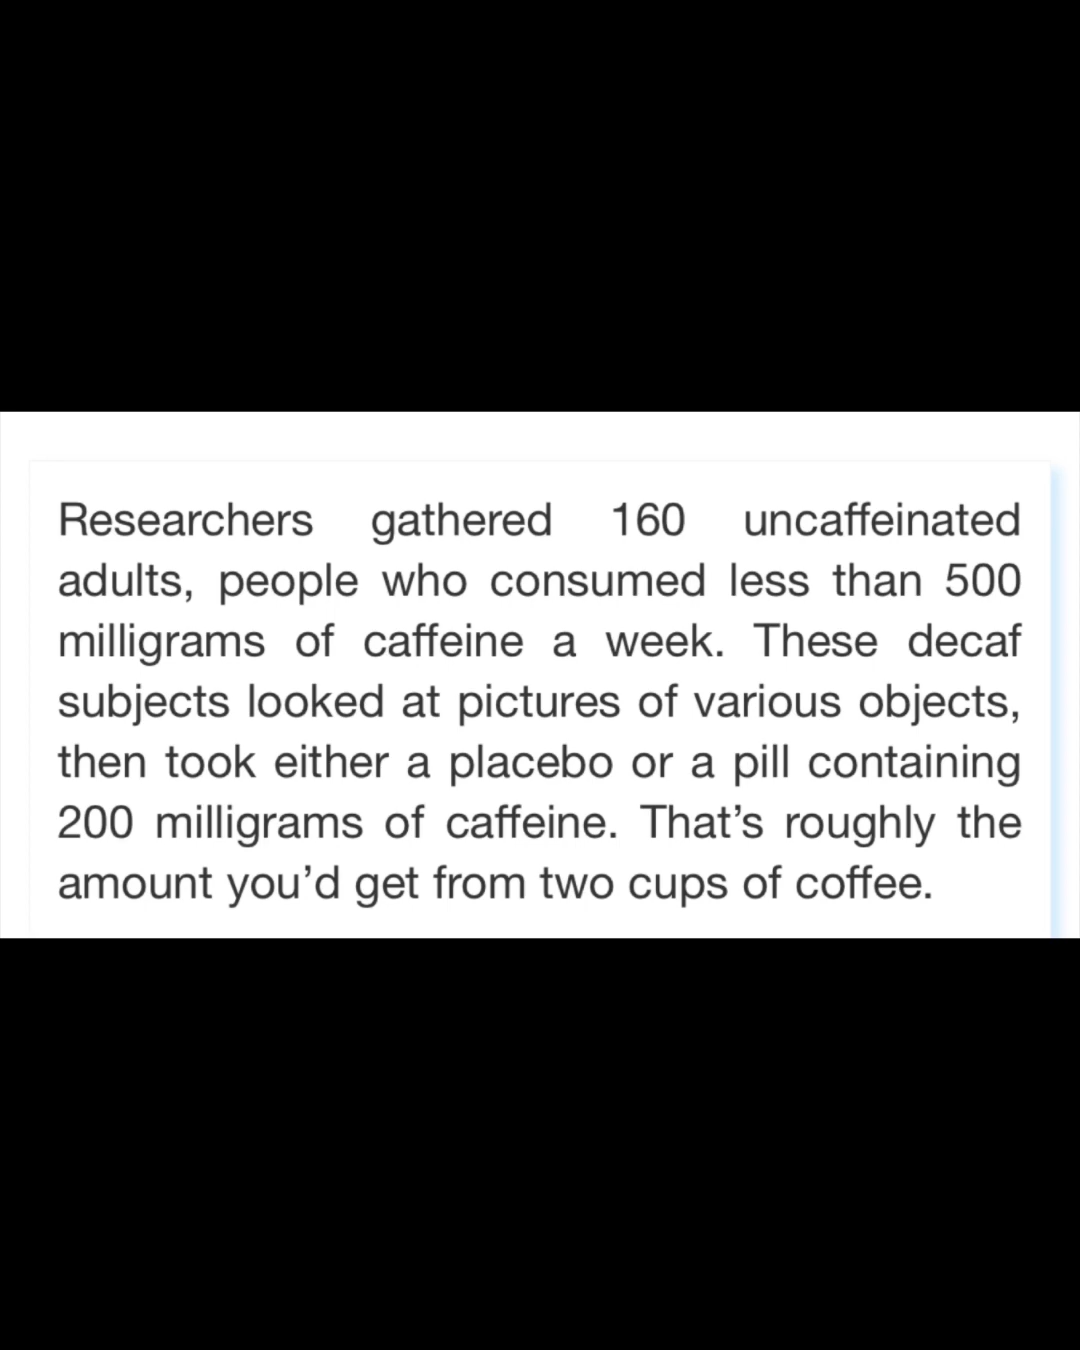 Researchers gathered 160 uncaffeinated
adults, people who consumed less than 500
milligrams of caffeine a week. These decaf
subjects looked at pictures of various objects,
then took either a placebo or a pill containing
200 milligrams of caffeine. That’s roughly the
amount you’d get from two cups of coffee.